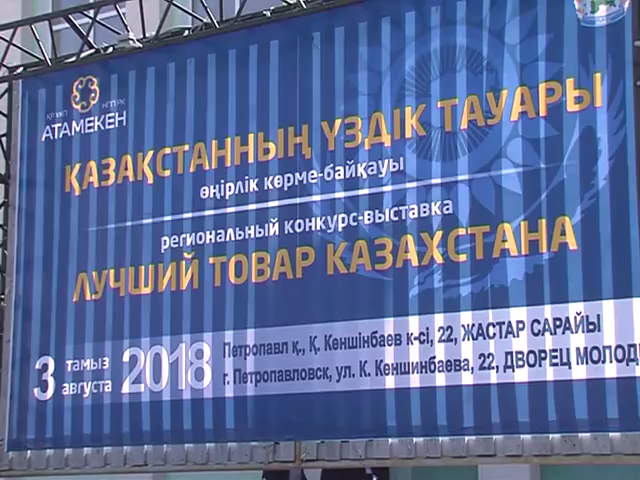 ҚР ҰКП НПП РК
АТАМЕКЕН
ҚАЗАҚСТАННЫҢ ҮЗДІК ТАУАРЫ
өңірлік көрме-байқауы
региональный конкурс-выставка
ЛУЧШИЙ ТОВАР КАЗАХСТАНА
3 тамыз августа 2018
Петропавл қ., Қ. Кеншінбаев к-сі, 22, ЖАСТАР САРАЙЫ
г. Петропавловск, ул. К. Кеншинбаева, 22, ДВОРЕЦ МОЛОД